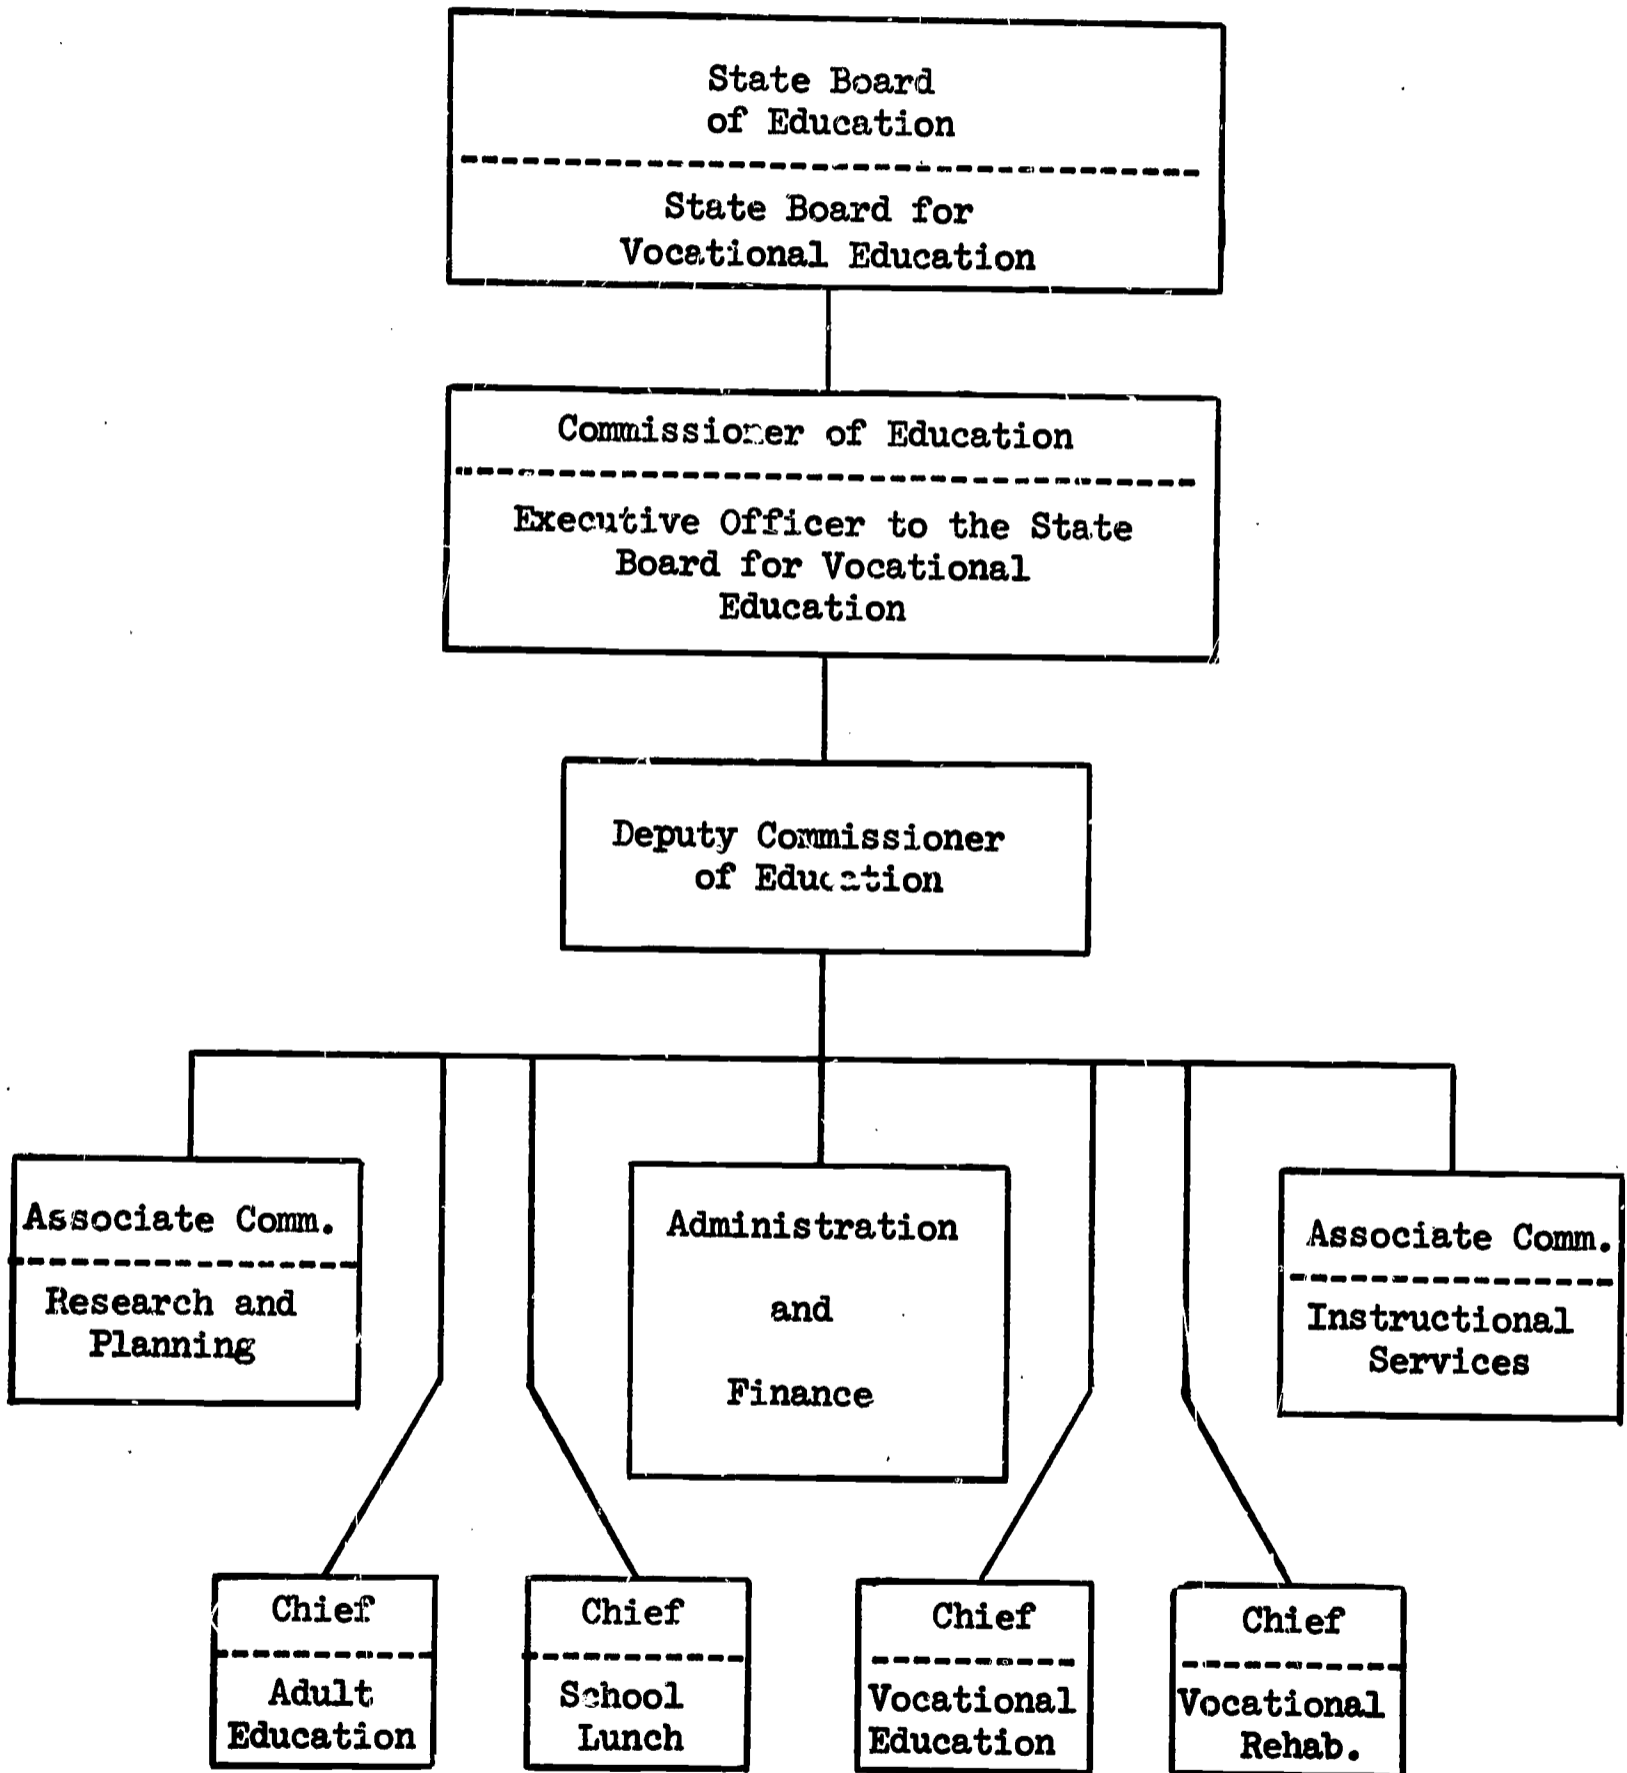 State Board
of Education
State Board for
Vocational Education
Commissioner of Education
Executive Officer to the State
Board for Vocational
Education
Deputy Commissioner
of Education
Associate Comm.
Research and
Planning
Administration
and
Finance
Associate Comm.
Instructional
Services
Chief
Adult
Education
Chief
School
Lunch
Chief
Vocational
Education
Chief
Vocational
Rehab.